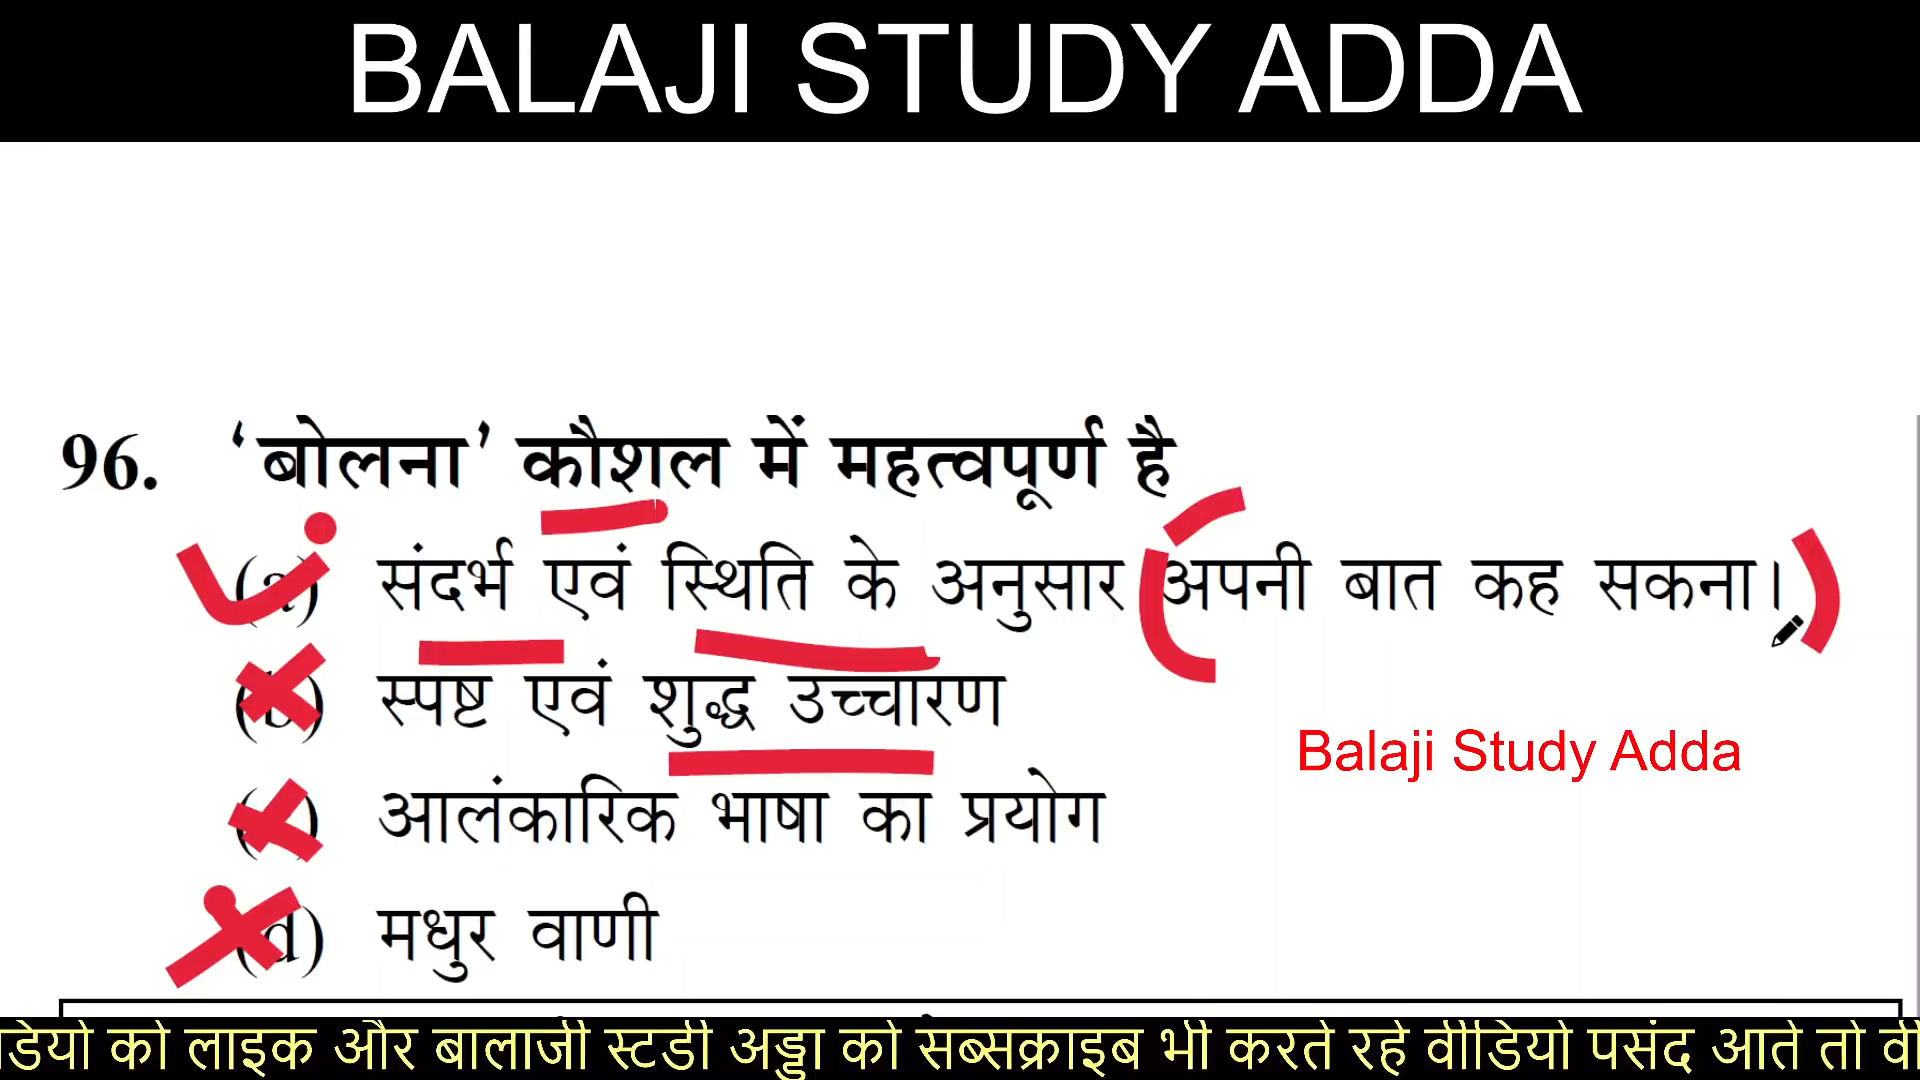 BALAJI STUDY ADDA
96. ‘बोलना’ कौशल में महत्वपूर्ण है
(a) संदर्भ एवं स्थिति के अनुसार अपनी बात कह सकना।
(b) स्पष्ट एवं शुद्ध उच्चारण
आलंकारिक भाषा का प्रयोग
(d) मधुर वाणी
Balaji Study Adda
को लाइक और बालाजी स्टडी अड्डा को सब्सक्राइब भी करते रहे वीडियो पसंद आते तो